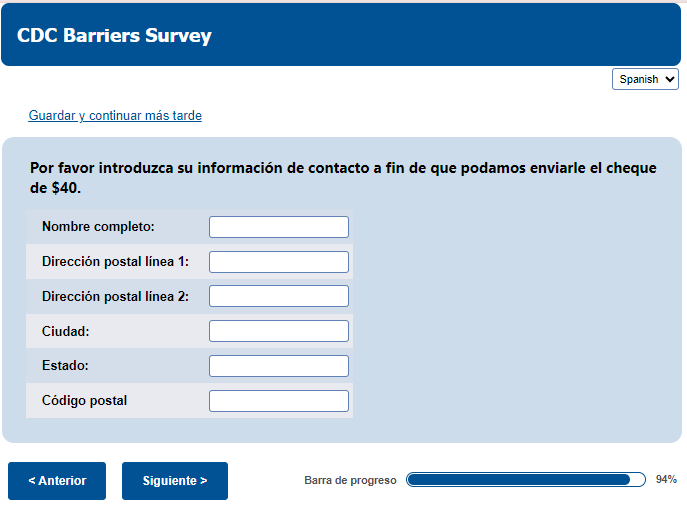 CDC Barriers Survey
Spanish
Guardar y continuar más tarde
Por favor introduzca su información de contacto a fin de que podamos enviarle el cheque
de $40.
Nombre completo:
Dirección postal línea 1:
Dirección postal línea 2:
Ciudad:
Estado:
Código postal
< Anterior
Siguiente >
Barra de progreso
94%